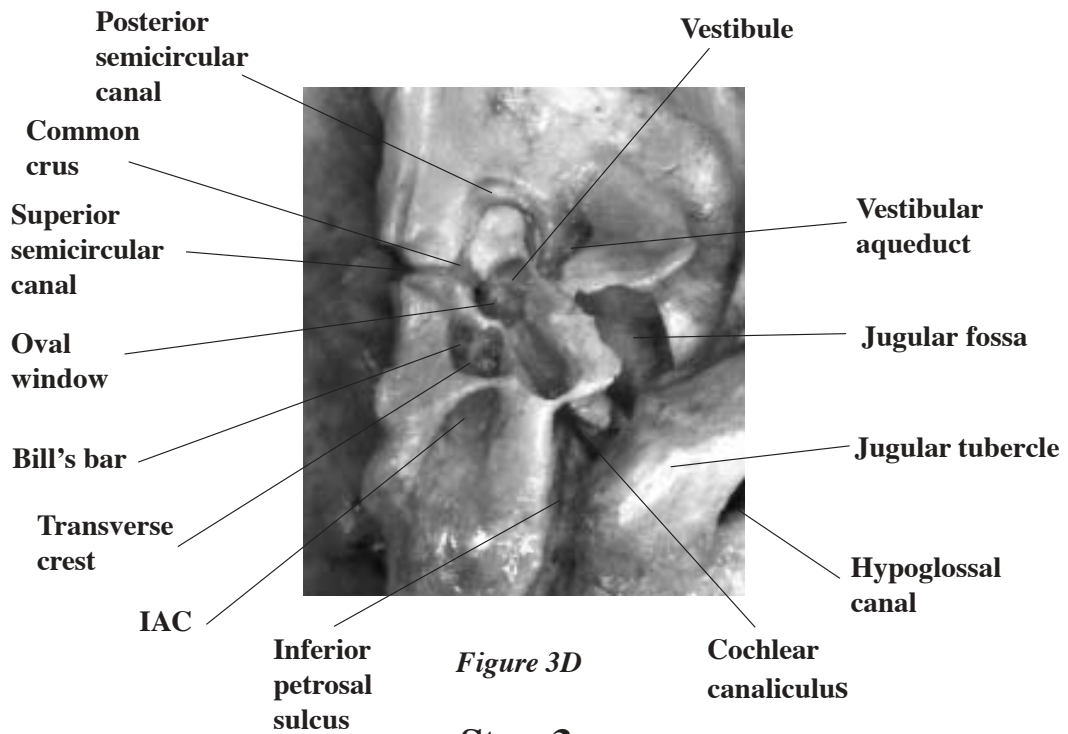 Posterior
semicircular
canal
Vestibule
Common
crus
Superior
semicircular
canal
Vestibular
aqueduct
Oval
window
Jugular fossa
Bill's bar
Jugular tubercle
Transverse
crest
Hypoglossal
canal
IAC
Inferior
petrosal
sulcus
Figure 3D
Cochlear
canaliculus